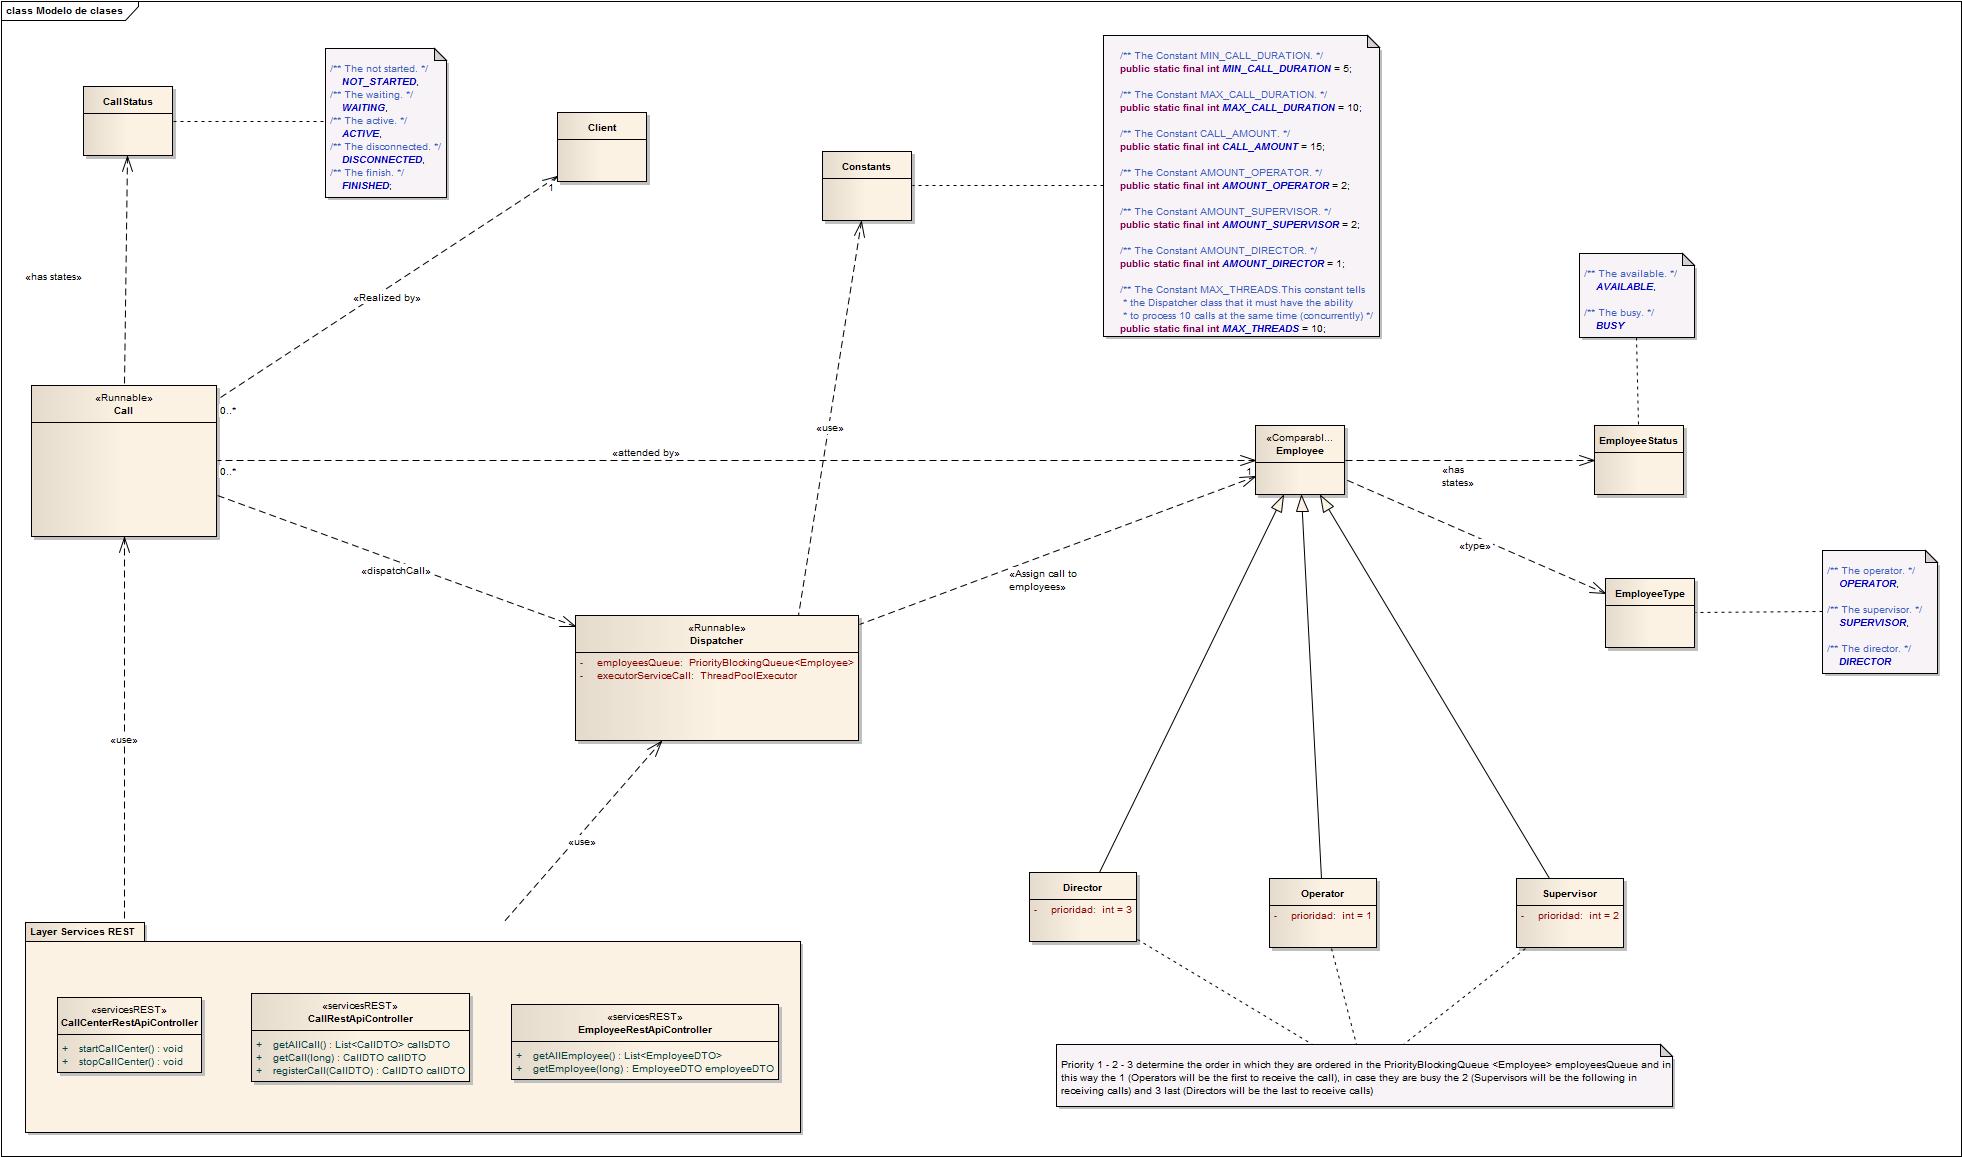 class Modelo de clases
CallStatus
/** The not started. */
NOT_STARTED,
/** The waiting. */
WAITING,
/** The active. */
ACTIVE,
/** The disconnected. */
DISCONNECTED,
/** The finish. */
FINISHED;
Client
1
Constants
/** The Constant MIN_CALL_DURATION. */
public static final int MIN_CALL_DURATION = 5;
/** The Constant MAX_CALL_DURATION. */
public static final int MAX_CALL_DURATION = 10;
/** The Constant CALL_AMOUNT. */
public static final int CALL_AMOUNT = 15;
/** The Constant AMOUNT_OPERATOR. */
public static final int AMOUNT_OPERATOR = 2;
/** The Constant AMOUNT_SUPERVISOR. */
public static final int AMOUNT_SUPERVISOR = 2;
/** The Constant AMOUNT_DIRECTOR. */
public static final int AMOUNT_DIRECTOR = 1;
/** The Constant MAX_THREADS.This constant tells
* the Dispatcher class that it must have the ability
* to process 10 calls at the same time (concurrently) */
public static final int MAX_THREADS = 10;
/** The available. */
AVAILABLE,
/** The busy. */
BUSY
«has states»
«Realized by»
«Runnable»
Call
0..*
0..*
«use»
«attended by»
«Comparabl...
Employee
1
«has
states»
EmployeeStatus
«type»
EmployeeType
/** The operator. */
OPERATOR,
/** The supervisor. */
SUPERVISOR,
/** The director. */
DIRECTOR
«dispatchCall»
«Assign call to
employees»
«Runnable»
Dispatcher
- employeesQueue: PriorityBlockingQueue<Employee>
- executorServiceCall: ThreadPoolExecutor
«use»
«use»
Director
- prioridad: int = 3
Operator
- prioridad: int = 1
Supervisor
- prioridad: int = 2
Layer Services REST
«servicesREST»
CallCenterRestApiController
+ startCallCenter() : void
+ stopCallCenter() : void
«servicesREST»
CallRestApiController
+ getAllCall() : List<CallDTO> callsDTO
+ getCall(long) : CallDTO callDTO
+ registerCall(CallDTO) : CallDTO callDTO
«servicesREST»
EmployeeRestApiController
+ getAllEmployee() : List<EmployeeDTO>
+ getEmployee(long) : EmployeeDTO employeeDTO
Priority 1 - 2 - 3 determine the order in which they are ordered in the PriorityBlockingQueue <Employee> employeesQueue and in
this way the 1 (Operators will be the first to receive the call), in case they are busy the 2 (Supervisors will be the following in
receiving calls) and 3 last (Directors will be the last to receive calls)